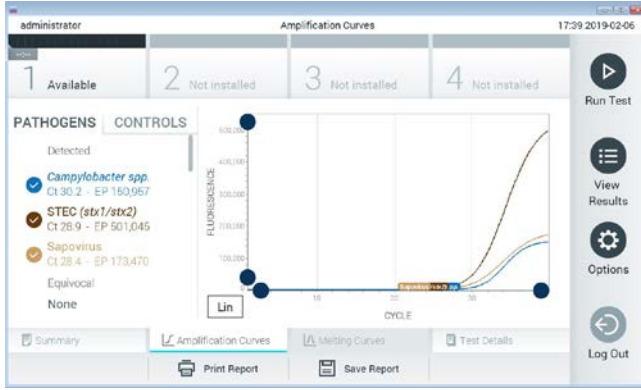 administrator
Amplification Curves
17:39 2019-02-06
1 Available
2 Not installed
3 Not installed
4 Not installed
Run Test
PATHOGENS CONTROLS
Detected
Campylobacter spp.
Ct 30.2 - EP 150,957
STEC (stx1/stx2)
Ct 28.9 - EP 501,045
Sapovirus
Ct 28.4 - EP 173,470
Equivocal
None
FLUORESCENCE
500,000
400,000
300,000
200,000
100,000
0
10
20
30
CYCLE
Lin
View
Results
Options
Log Out
Summary
Amplification Curves
Melting Curves
Test Details
Print Report
Save Report